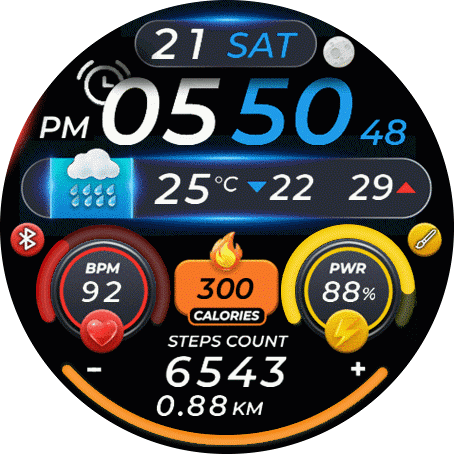 21 SAT
PM 05 50 48
25°C 22 29
BPM
92
300
CALORIES
PWR
88%
STEPS COUNT
- 6543 +
0.88 KM